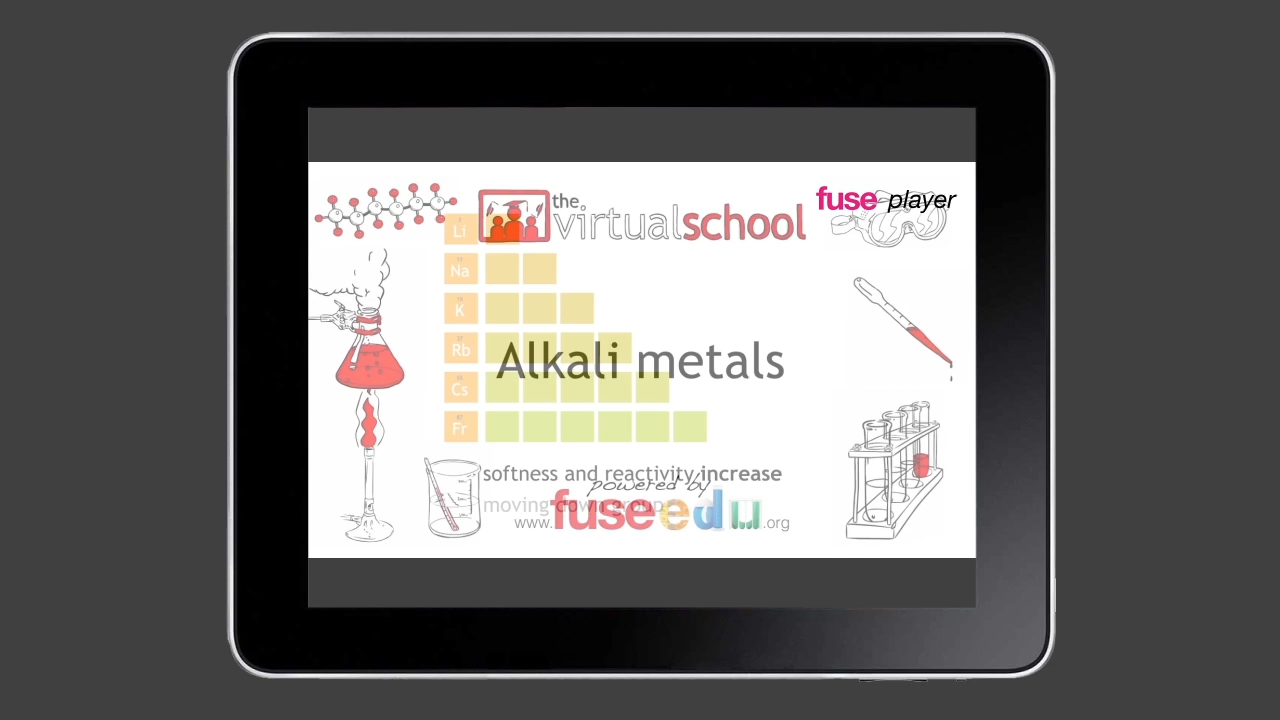 the
virtualschool
fuse player
Li
Na
K
Rb
Cs
Fr
Alkali metals
softness and reactivity increase
moving down group
powered by
www.fuseedu.org